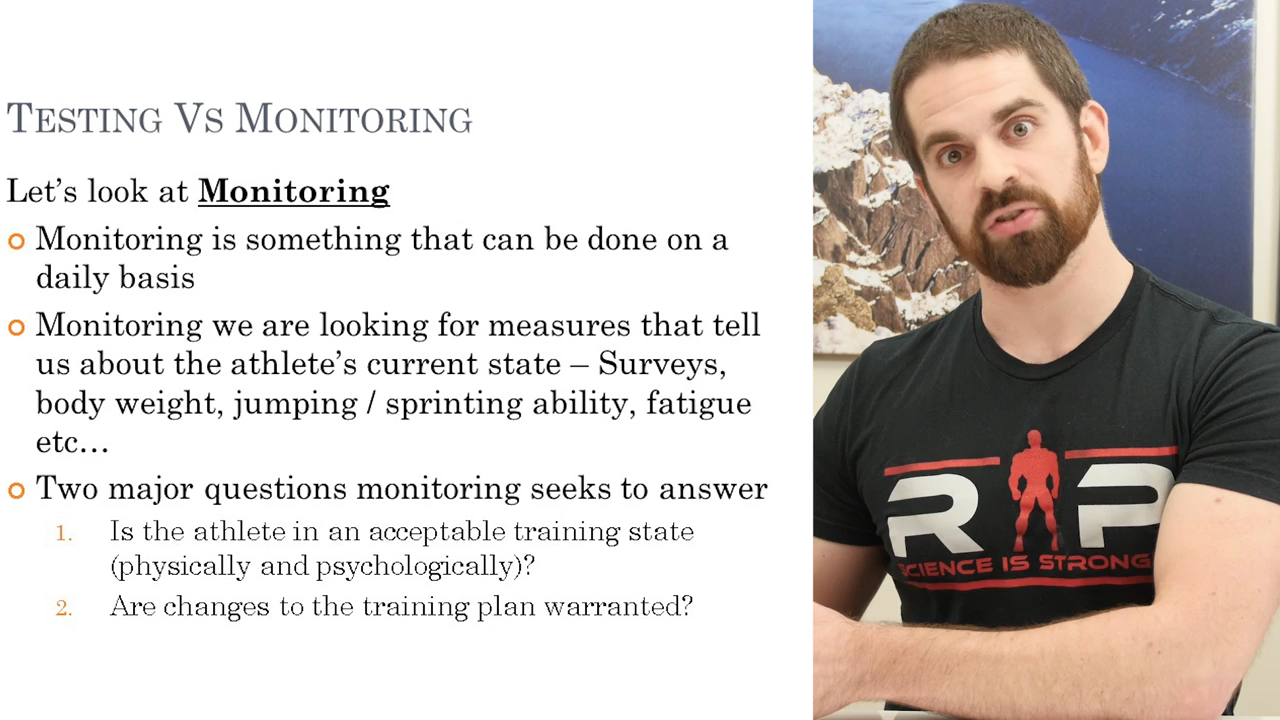 TESTING VS MONITORING
Let's look at Monitoring
Monitoring is something that can be done on a
daily basis
Monitoring we are looking for measures that tell
us about the athlete's current state – Surveys,
body weight, jumping / sprinting ability, fatigue
etc…
Two major questions monitoring seeks to answer
1. Is the athlete in an acceptable training state
(physically and psychologically)?
2. Are changes to the training plan warranted?
R P
SCIENCE IS STRONG